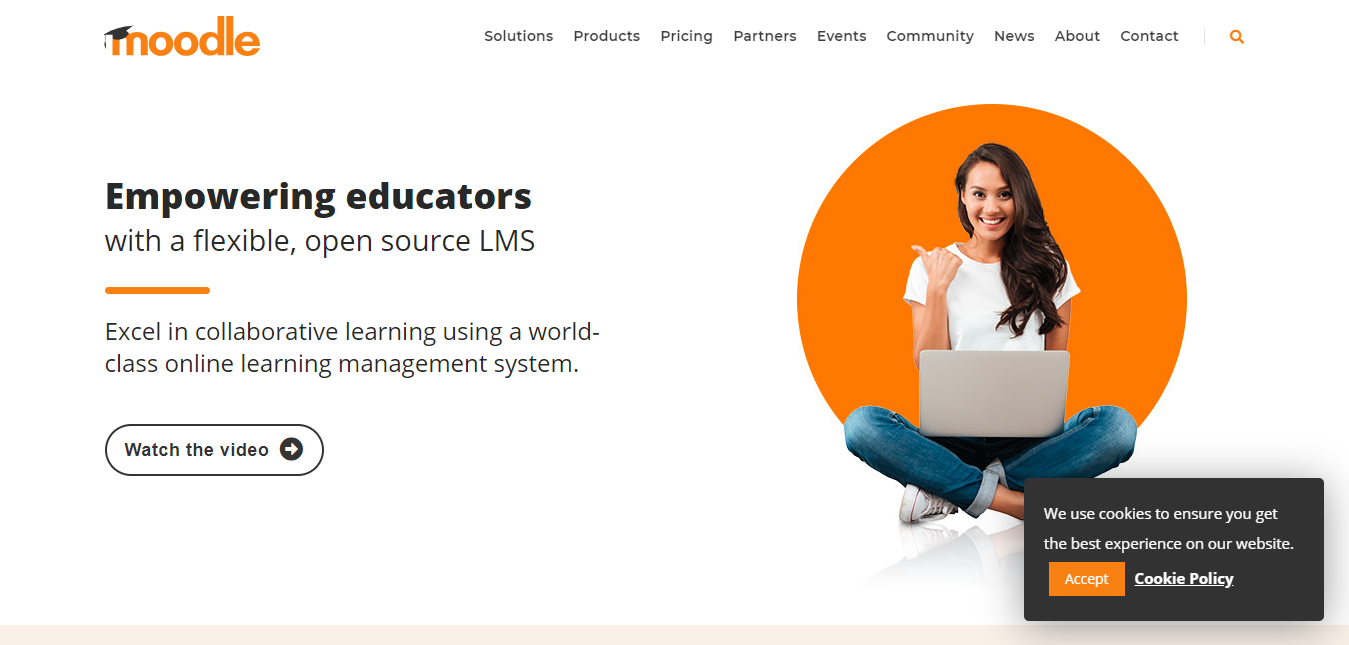 moodle
Solutions Products Pricing Partners Events Community News About Contact
Empowering educators
with a flexible, open source LMS
Excel in collaborative learning using a world-
class online learning management system.
Watch the video
We use cookies to ensure you get
the best experience on our website.
Accept Cookie Policy